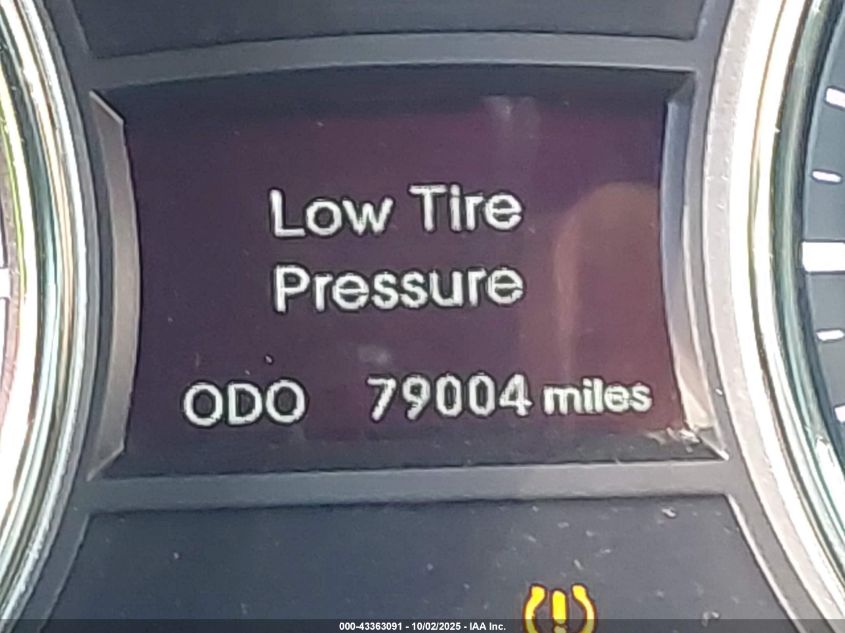 Low Tire
Pressure
ODO 79004 miles
000-43363091 - 10/02/2025 - IAA Inc.